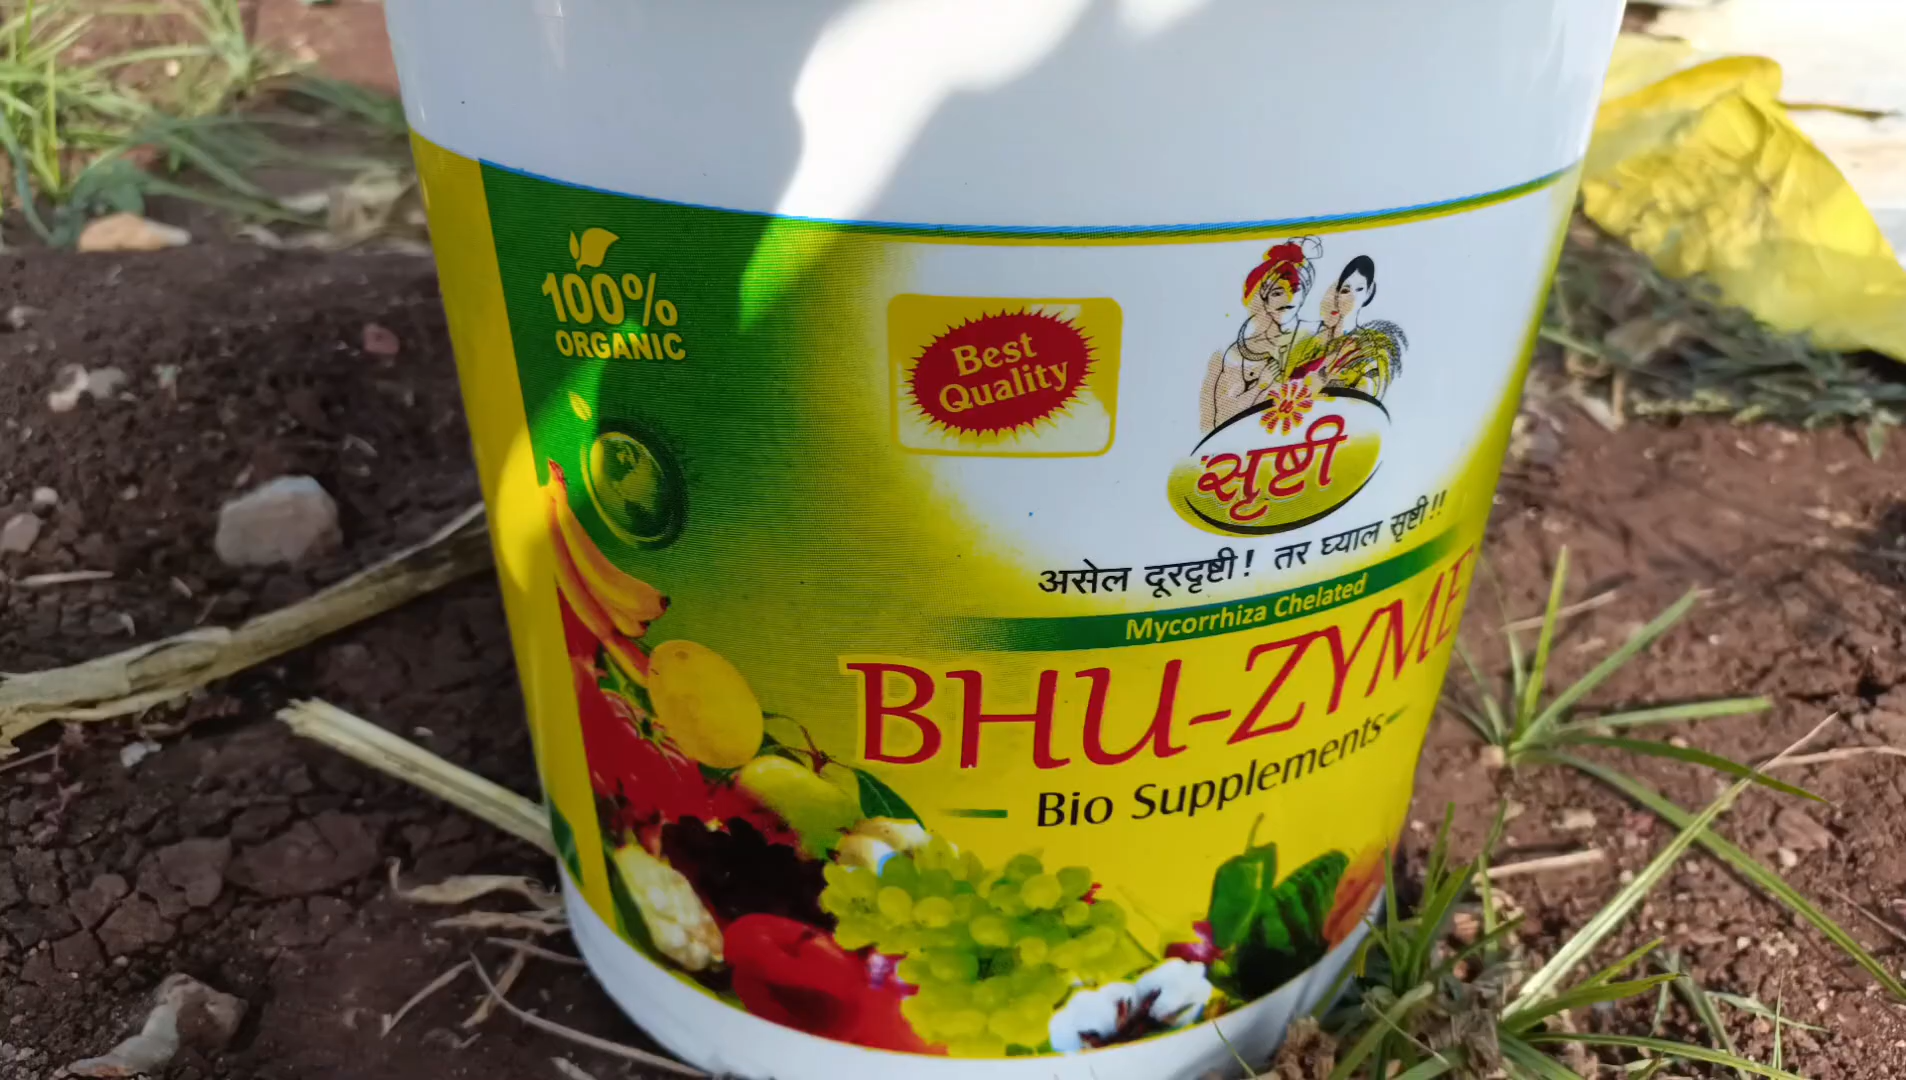 100%
ORGANIC
Best
Quality
सृष्टी
असेल दूरदृष्टी! तर घ्याल सृष्टी!!
Mycorrhiza Chelated
BHU-ZYME
Bio Supplements